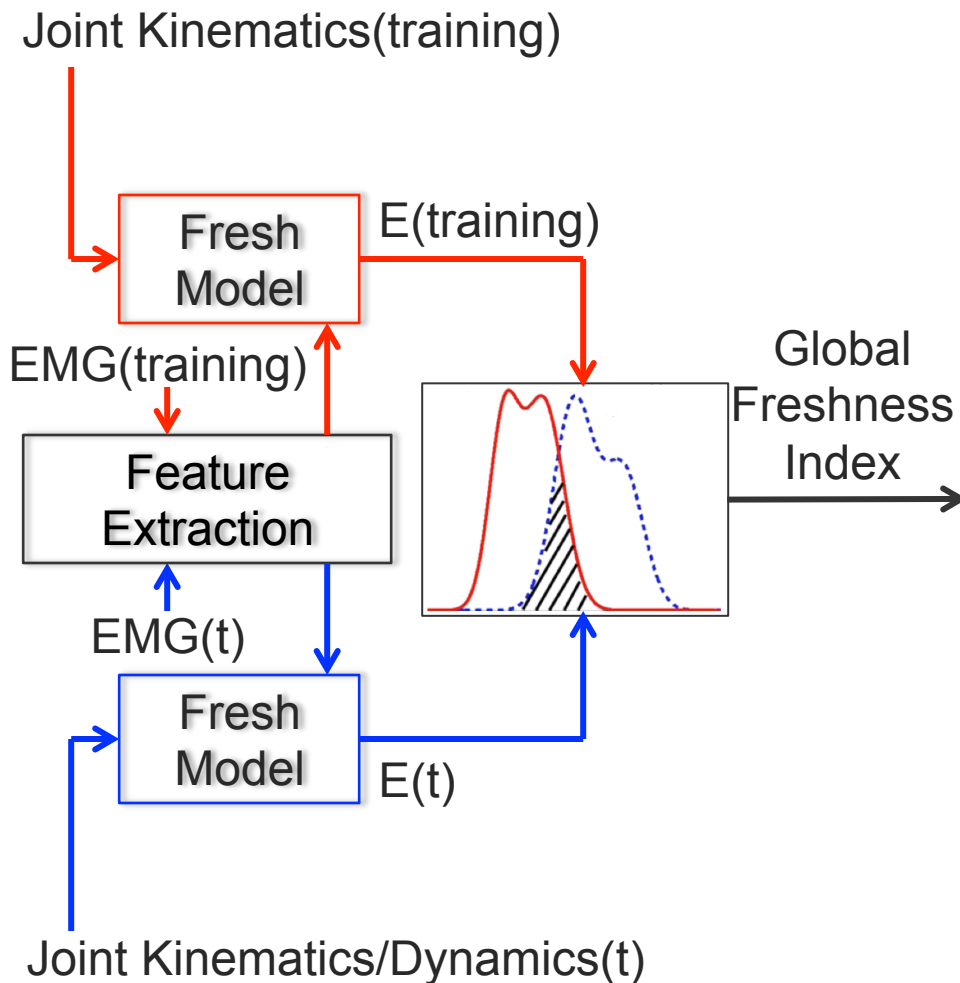 Joint Kinematics(training)
Fresh
Model
E(training)
EMG(training)
Global
Freshness
Index
Feature
Extraction
EMG(t)
Fresh
Model
E(t)
Joint Kinematics/Dynamics(t)